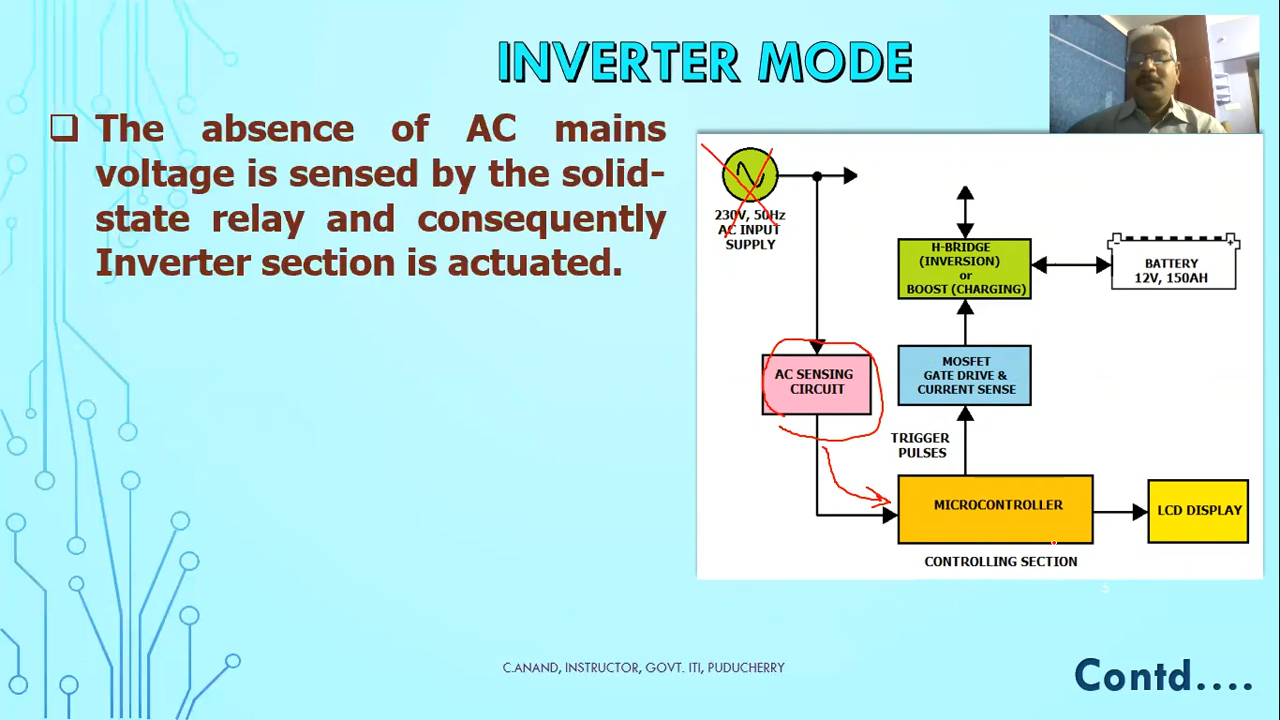 INVERTER MODE
❑ The absence of AC mains
voltage is sensed by the solid-
state relay and consequently
Inverter section is actuated.
230V, 50Hz
AC INPUT
SUPPLY
H-BRIDGE
(INVERSION)
or
BOOST (CHARGING)
- +
BATTERY
12V, 150AH
AC SENSING
CIRCUIT
MOSFET
GATE DRIVE &
CURRENT SENSE
TRIGGER
PULSES
MICROCONTROLLER
LCD DISPLAY
CONTROLLING SECTION
5
C.ANAND, INSTRUCTOR, GOVT. ITI, PUDUCHERRY
Contd....